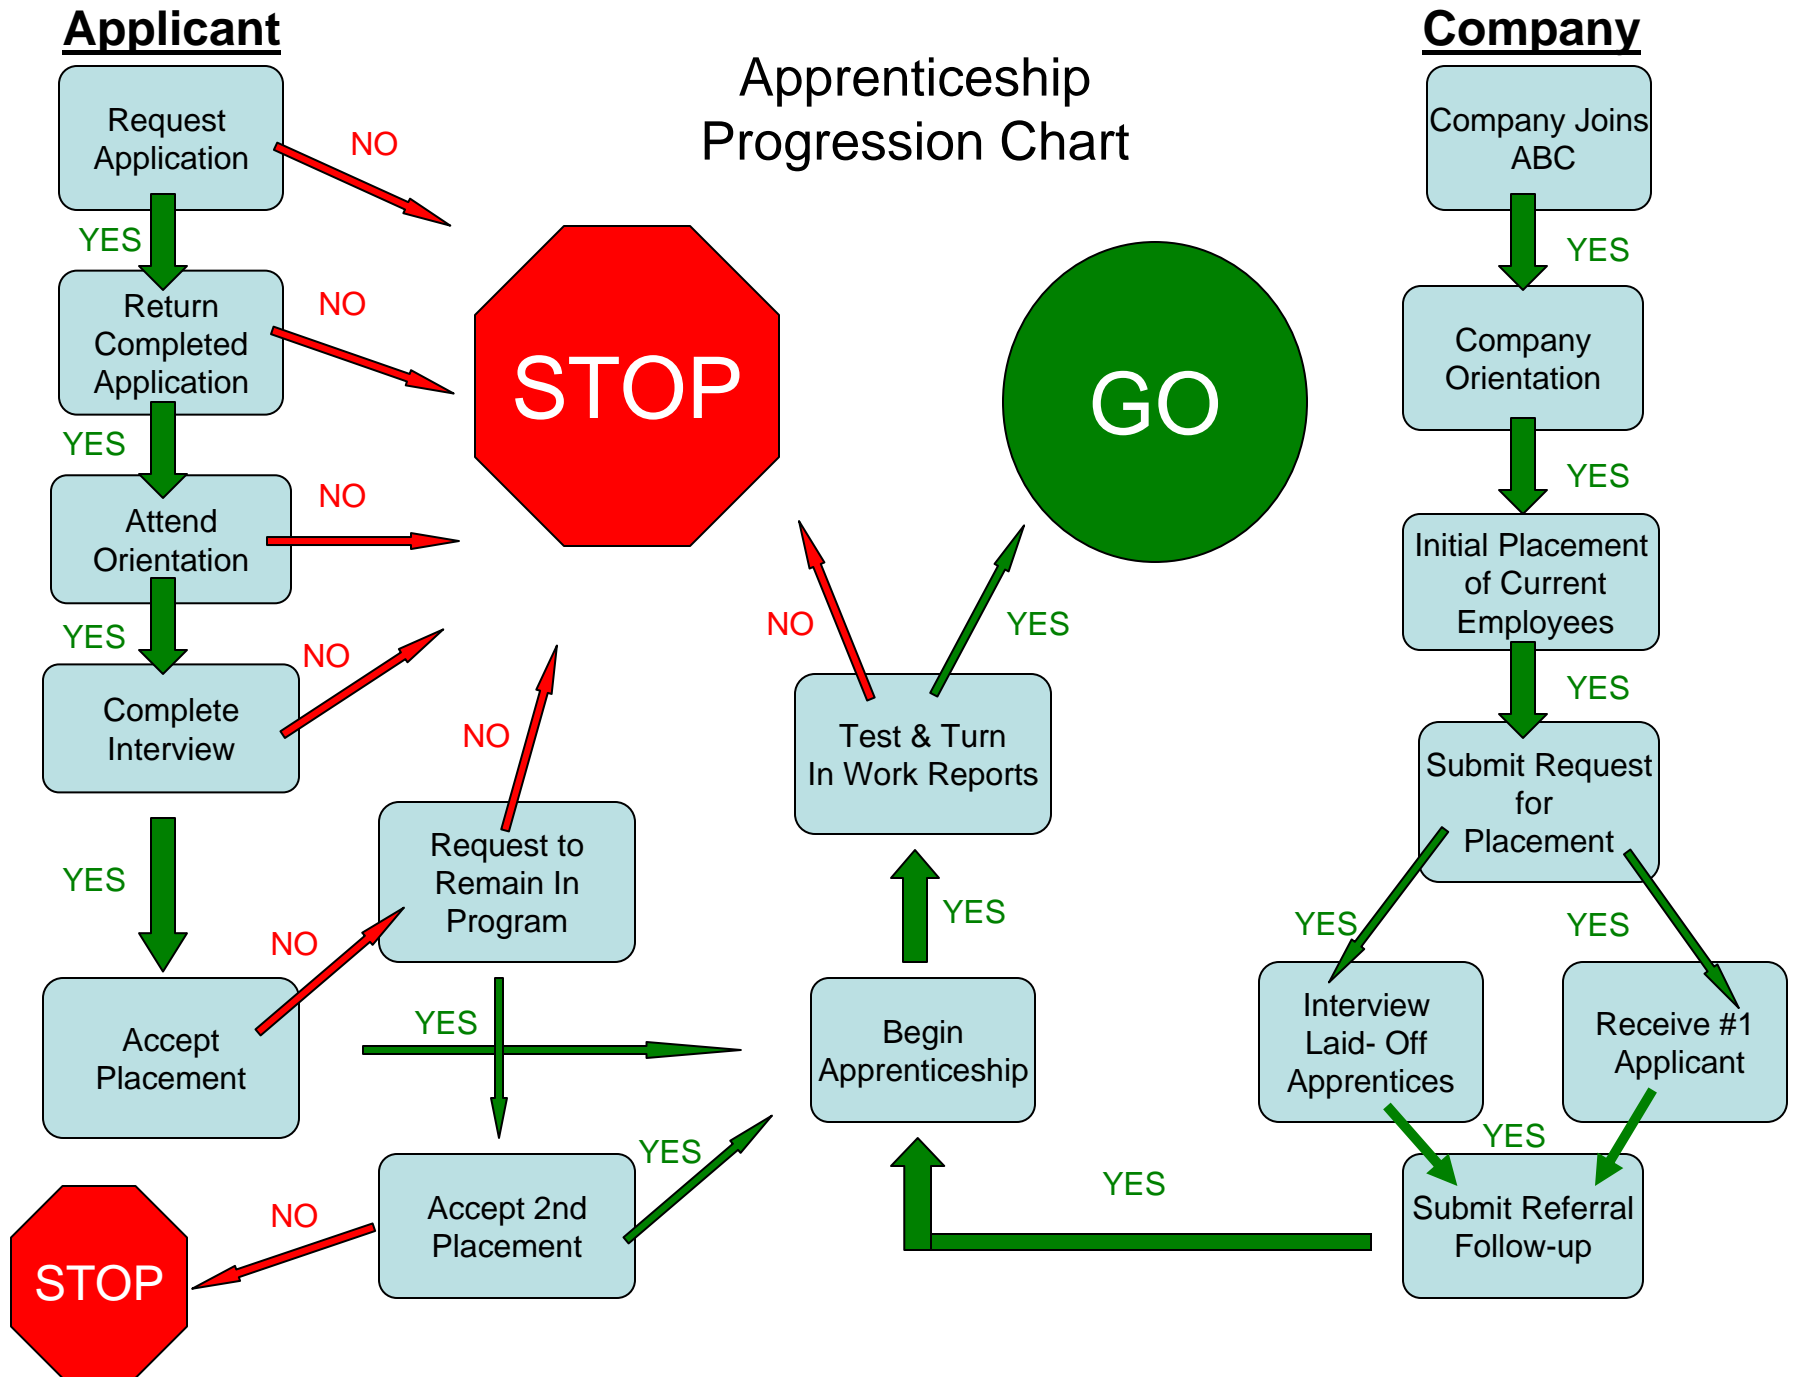 Applicant
Company
Apprenticeship
Progression Chart
Request
Application
NO
YES
Return
Completed
Application
NO
YES
Attend
Orientation
NO
YES
Complete
Interview
NO
YES
Accept
Placement
NO
Request to
Remain In
Program
NO
YES
Accept 2nd
Placement
NO
STOP
YES
STOP
GO
NO
YES
Test & Turn
In Work Reports
YES
Begin
Apprenticeship
YES
Company Joins
ABC
YES
Company
Orientation
YES
Initial Placement
of Current
Employees
YES
Submit Request
for
Placement
YES
YES
Interview
Laid- Off
Apprentices
Receive #1
Applicant
YES
Submit Referral
Follow-up